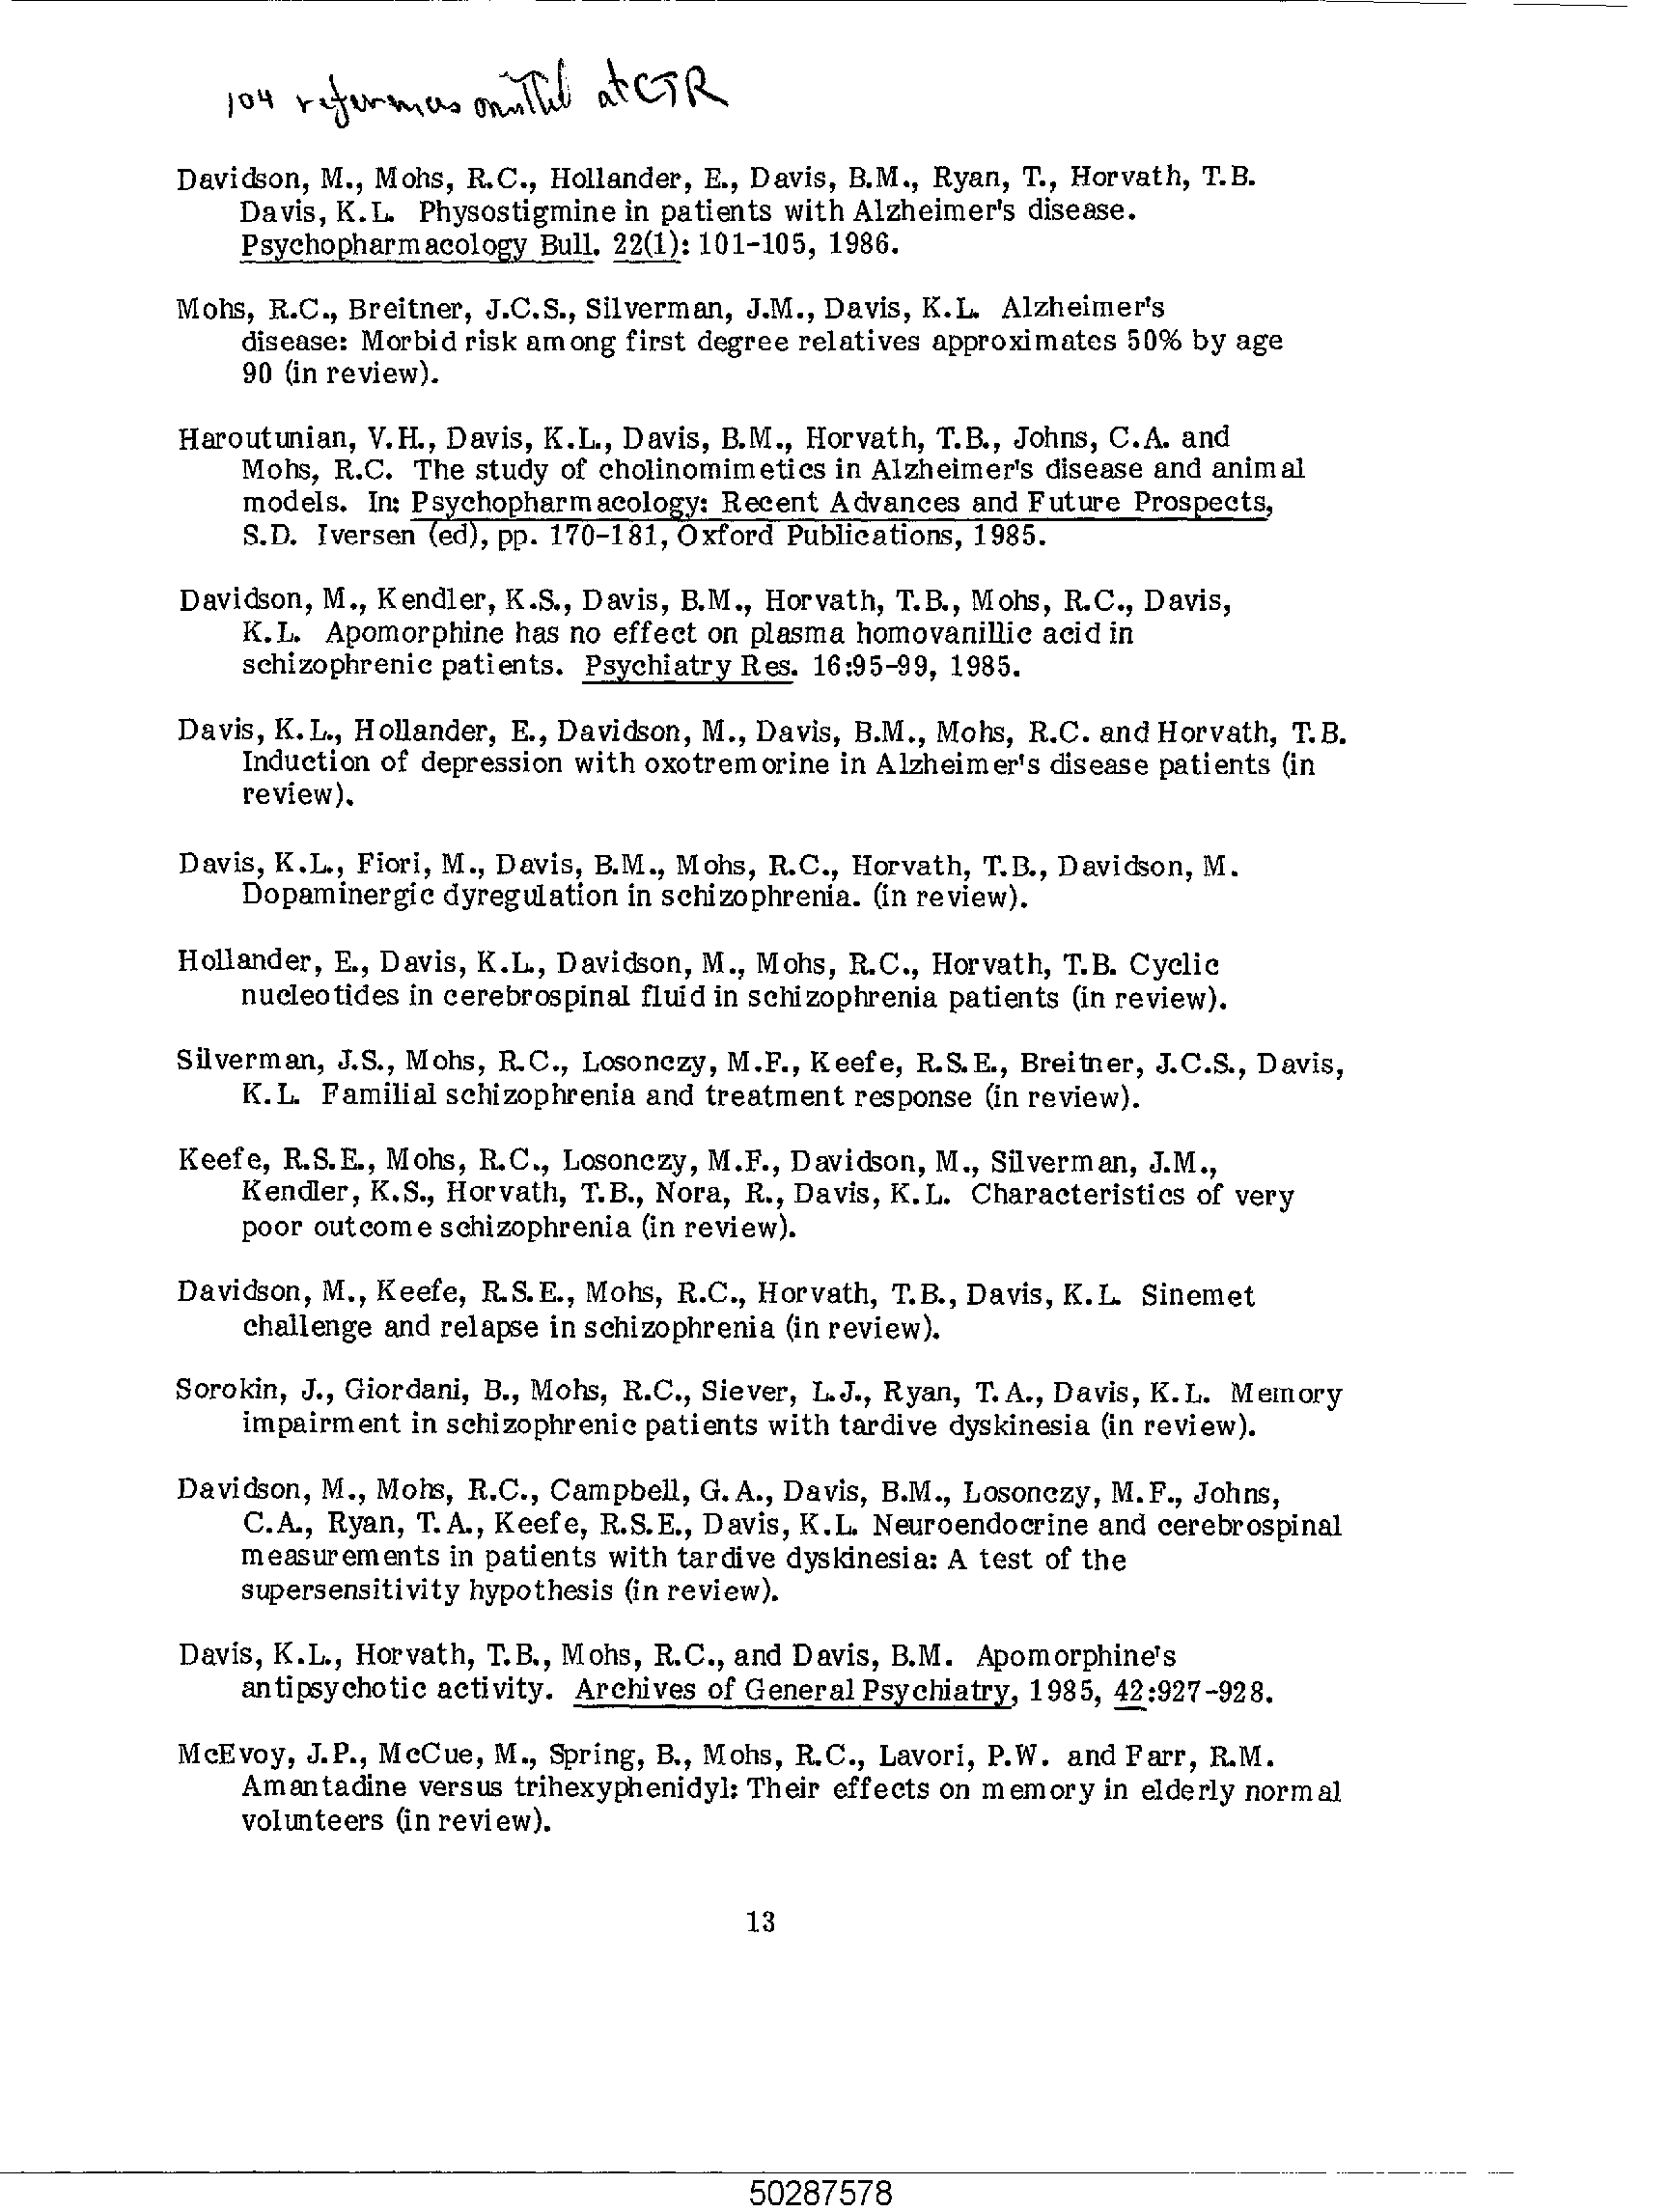 104 references omitted at CTR
Davidson, M., Mohs, R.C., Hollander, E., Davis, B.M., Ryan, T., Horvath, T.B.
Davis, K.L. Physostigmine in patients with Alzheimer's disease.
Psychopharmacology Bull. 22(1): 101-105, 1986.
Mohs, R.C., Breitner, J.C.S., Silverman, J.M., Davis, K.L. Alzheimer's
disease: Morbid risk among first degree relatives approximates 50% by age
90 (in review).
Haroutunian, V.H., Davis, K.L., Davis, B.M., Horvath, T.B., Johns, C.A. and
Mohs, R.C. The study of cholinomimetics in Alzheimer's disease and animal
models. In: Psychopharmacology: Recent Advances and Future Prospects,
S.D. Iversen (ed), pp. 170-181, Oxford Publications, 1985.
Davidson, M., Kendler, K.S., Davis, B.M., Horvath, T.B., Mohs, R.C., Davis,
K.L. Apomorphine has no effect on plasma homovanillic acid in
schizophrenic patients. Psychiatry Res. 16:95-99, 1985.
Davis, K.L., Hollander, E., Davidson, M., Davis, B.M., Mohs, R.C. and Horvath, T.B.
Induction of depression with oxotremorine in Alzheimer's disease patients (in
review).
Davis, K.L., Fiori, M., Davis, B.M., Mohs, R.C., Horvath, T.B., Davidson, M.
Dopaminergic dyregulation in schizophrenia. (in review).
Hollander, E., Davis, K.L., Davidson, M., Mohs, R.C., Horvath, T.B. Cyclic
nucleotides in cerebrospinal fluid in schizophrenia patients (in review).
Silverman, J.S., Mohs, R.C., Losonczy, M.F., Keefe, R.S.E., Breitner, J.C.S., Davis,
K.L. Familial schizophrenia and treatment response (in review).
Keefe, R.S.E., Mohs, R.C., Losonczy, M.F., Davidson, M., Silverman, J.M.,
Kendler, K.S., Horvath, T.B., Nora, R., Davis, K.L. Characteristics of very
poor outcome schizophrenia (in review).
Davidson, M., Keefe, R.S.E., Mohs, R.C., Horvath, T.B., Davis, K.L. Sinemet
challenge and relapse in schizophrenia (in review).
Sorokin, J., Giordani, B., Mohs, R.C., Siever, L.J., Ryan, T.A., Davis, K.L. Memory
impairment in schizophrenic patients with tardive dyskinesia (in review).
Davidson, M., Mohs, R.C., Campbell, G.A., Davis, B.M., Losonczy, M.F., Johns,
C.A., Ryan, T.A., Keefe, R.S.E., Davis, K.L. Neuroendocrine and cerebrospinal
measurements in patients with tardive dyskinesia: A test of the
supersensitivity hypothesis (in review).
Davis, K.L., Horvath, T.B., Mohs, R.C., and Davis, B.M. Apomorphine's
antipsychotic activity. Archives of General Psychiatry, 1985, 42:927-928.
McEvoy, J.P., McCue, M., Spring, B., Mohs, R.C., Lavori, P.W. and Farr, R.M.
Amantadine versus trihexyphenidyl: Their effects on memory in elderly normal
volunteers (in review).
13
50287578